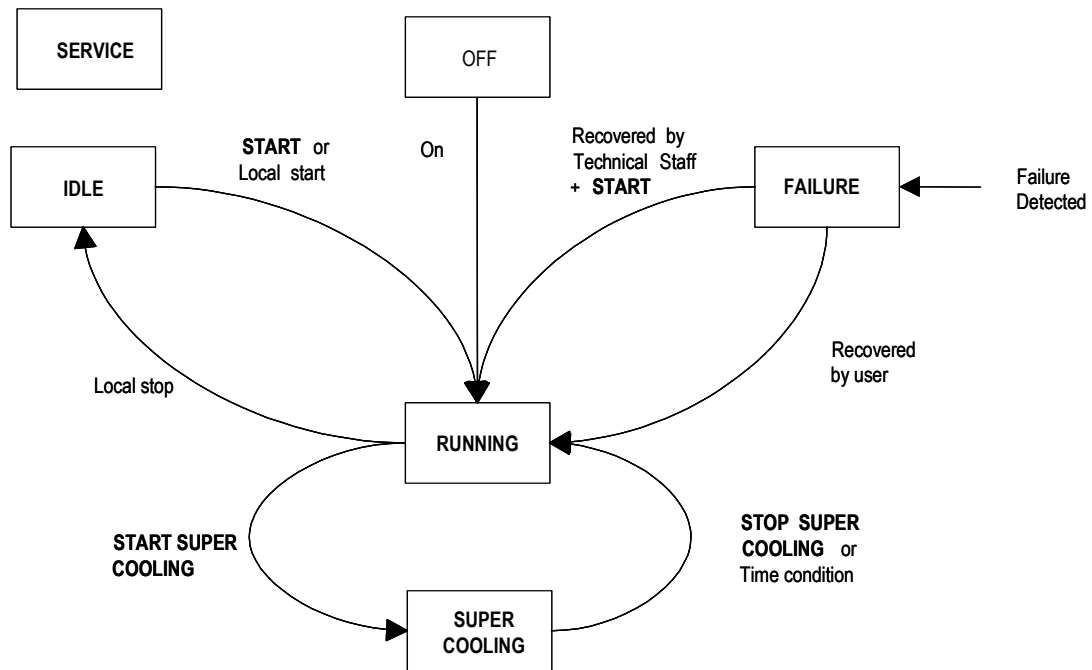 SERVICE
OFF
START or
Local start
On
Recovered by
Technical Staff
+ START
IDLE
FAILURE
Failure
Detected
Local stop
Recovered
by user
RUNNING
START SUPER
COOLING
STOP SUPER
COOLING or
Time condition
SUPER
COOLING